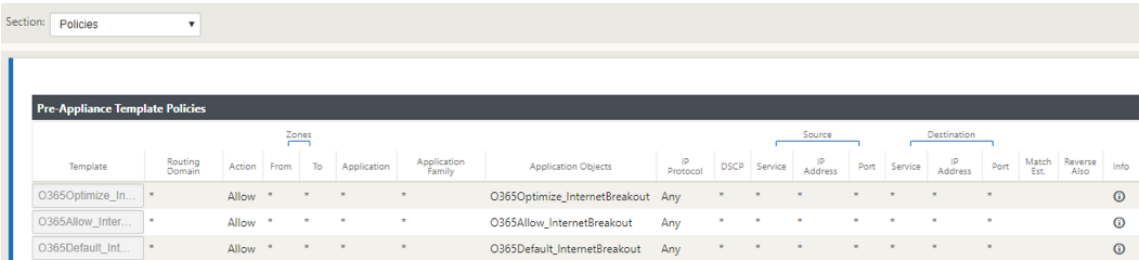 Section: Policies
Pre-Appliance Template Policies
Zones Source Destination
Template Routing Domain Action From To Application Application Family Application Objects IP Protocol DSCP Service IP Address Port Service IP Address Port Match Est. Reverse Also Info
O365Optimize_In... * Allow * * * * O365Optimize_InternetBreakout Any * * * * * * *
O365Allow_Inter... * Allow * * * * O365Allow_InternetBreakout Any * * * * * * *
O365Default_Int... * Allow * * * * O365Default_InternetBreakout Any * * * * * * *